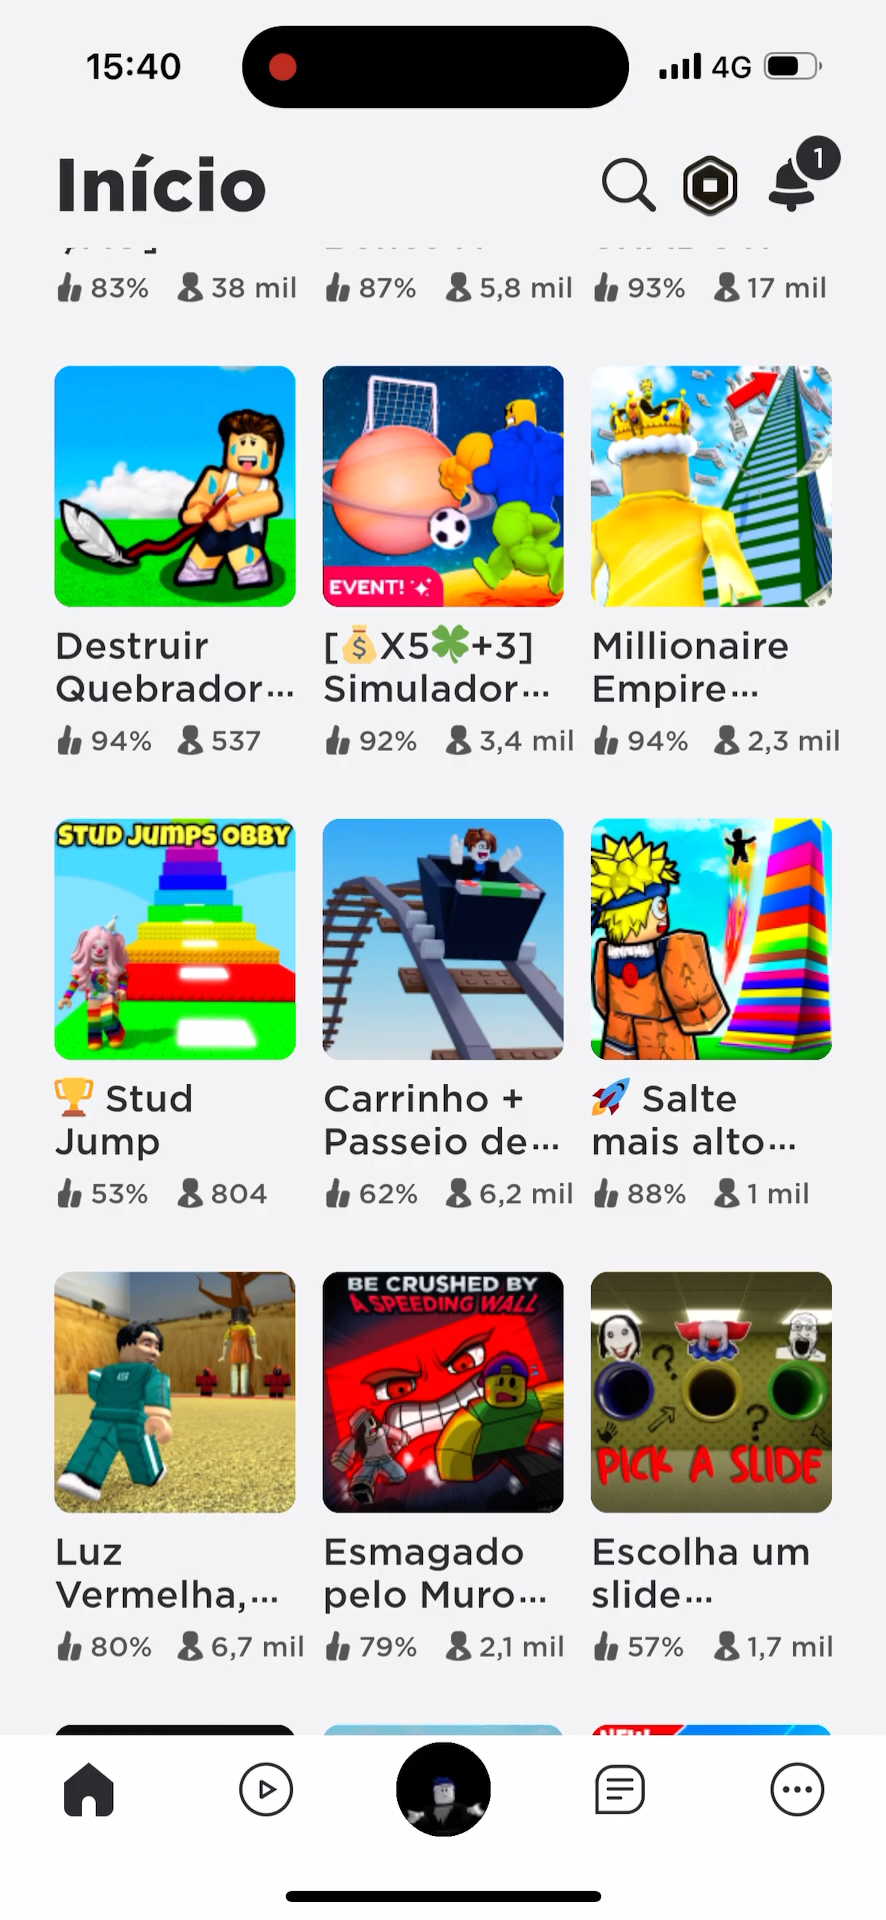 15:40
4G
Início
1
83% 38 mil 87% 5,8 mil 93% 17 mil
EVENT!
Destruir
Quebrador...
94% 537
[💰X5🍀+3]
Simulador...
92% 3,4 mil
Millionaire
Empire...
94% 2,3 mil
STUD JUMPS OBBY
🏆 Stud
Jump
53% 804
Carrinho +
Passeio de...
62% 6,2 mil
🚀 Salte
mais alto...
88% 1 mil
456
Luz
Vermelha,...
80% 6,7 mil
BE CRUSHED BY
A SPEEDING WALL
Esmagado
pelo Muro...
79% 2,1 mil
PICK A SLIDE
Escolha um
slide...
57% 1,7 mil
NEW